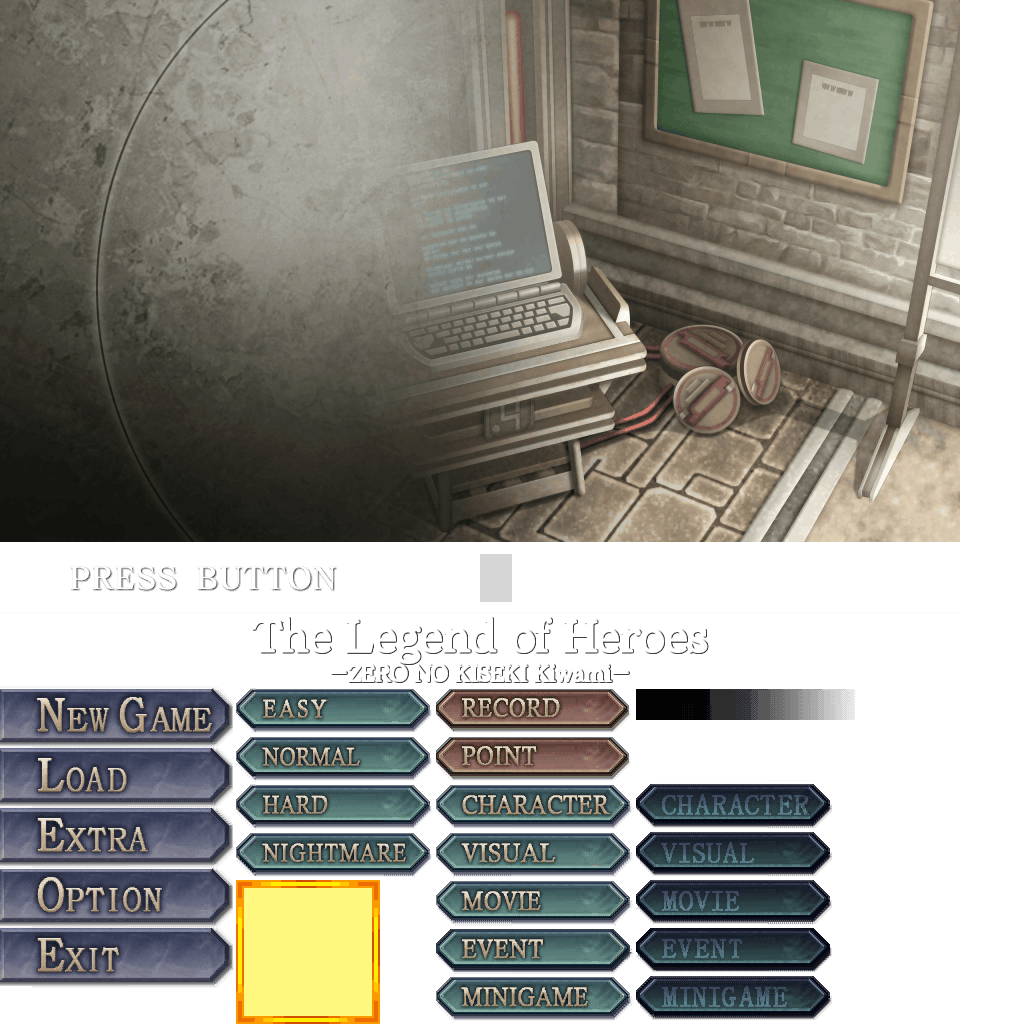 PRESS BUTTON
The Legend of Heroes
—ZERO NO KISEKI Kiwami—
NEW GAME
LOAD
EXTRA
OPTION
EXIT
EASY
NORMAL
HARD
NIGHTMARE
RECORD
POINT
CHARACTER
VISUAL
MOVIE
EVENT
MINIGAME
CHARACTER
VISUAL
MOVIE
EVENT
MINIGAME